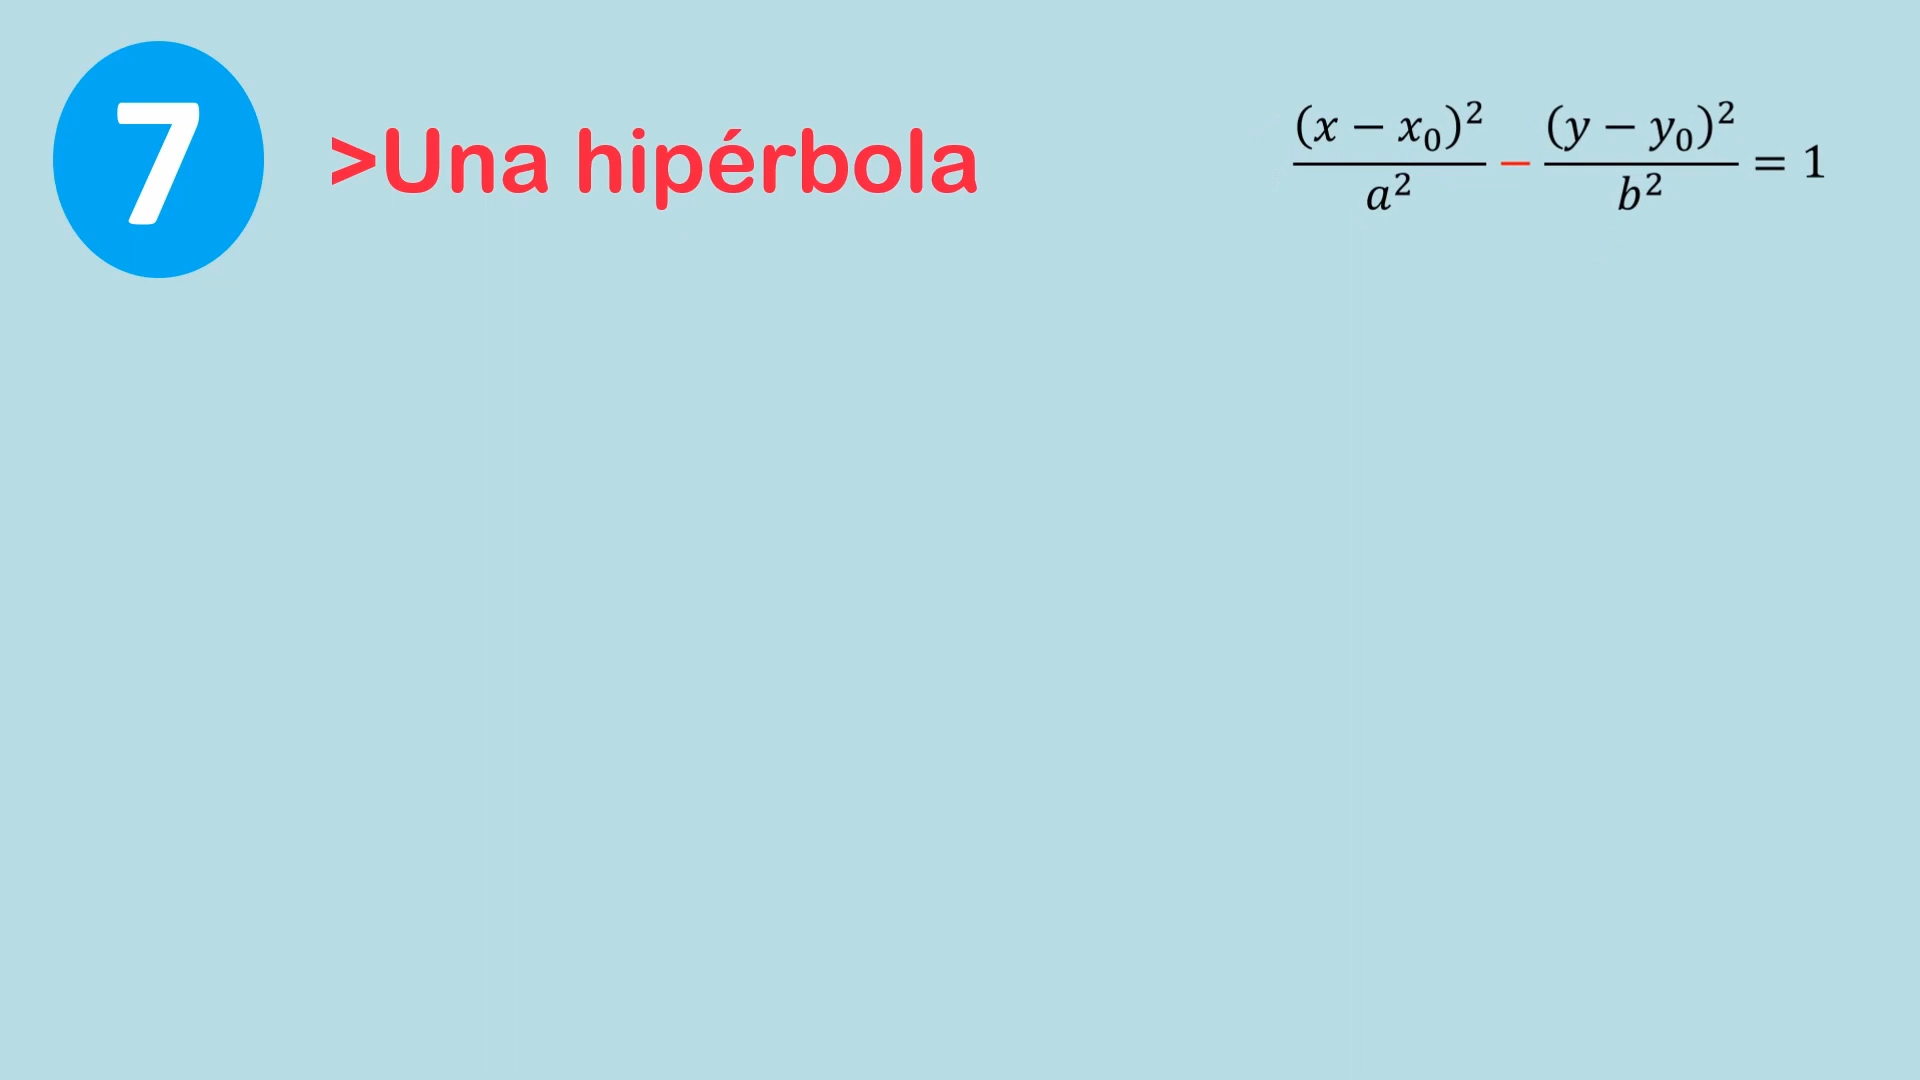 7
>Una hipérbola
(x − x₀)²/a² − (y − y₀)²/b² = 1